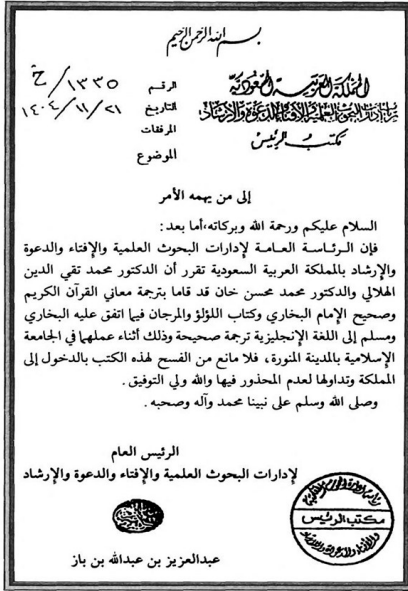 بسم الله الرحمن الرحيم
المملكة العربية السعودية
رئاسة إدارات البحوث العلمية والإفتاء والدعوة والإرشاد
مكتب الرئيس
الرقم ١٣٣٥/خ
التاريخ ١٤٠٤/١١/٢١
المرفقات
الموضوع
إلى من يهمه الأمر
السلام عليكم ورحمة الله وبركاته،أما بعد:
فإن الرئاسة العامة لإدارات البحوث العلمية والإفتاء والدعوة
والإرشاد بالمملكة العربية السعودية تقرر أن الدكتور محمد تقي الدين
الهلالي والدكتور محمد محسن خان قد قاما بترجمة معاني القرآن الكريم
وصحيح الإمام البخاري وكتاب اللؤلؤ والمرجان فيما اتفق عليه البخاري
ومسلم إلى اللغة الإنجليزية ترجمة صحيحة وذلك أثناء عملهما في الجامعة
الإسلامية بالمدينة المنورة، فلا مانع من الفسح لهذه الكتب بالدخول إلى
المملكة وتداولها لعدم المحذور فيها والله ولي التوفيق.
وصلى الله وسلم على نبينا محمد وآله وصحبه.
الرئيس العام
لإدارات البحوث العلمية والإفتاء والدعوة والإرشاد
مكتب الرئيس
عبدالعزيز بن عبدالله بن باز